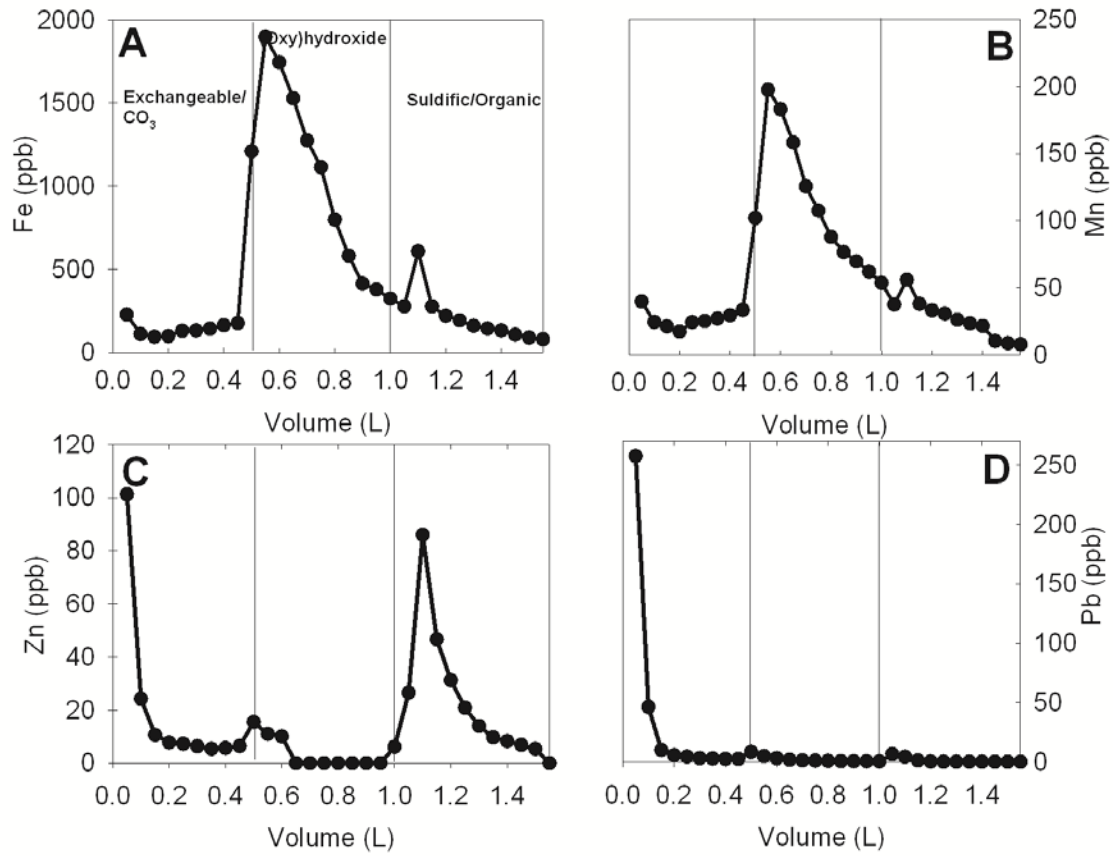 A
2000
1500
1000
500
0
Fe (ppb)
Exchangeable/
CO3
Oxy)hydroxide
Suldific/Organic
0.0 0.2 0.4 0.6 0.8 1.0 1.2 1.4
Volume (L)
B
250
200
150
100
50
0
Mn (ppb)
0.0 0.2 0.4 0.6 0.8 1.0 1.2 1.4
Volume (L)
C
120
100
80
60
40
20
0
Zn (ppb)
0.0 0.2 0.4 0.6 0.8 1.0 1.2 1.4
Volume (L)
D
250
200
150
100
50
0
Pb (ppb)
0.0 0.2 0.4 0.6 0.8 1.0 1.2 1.4
Volume (L)